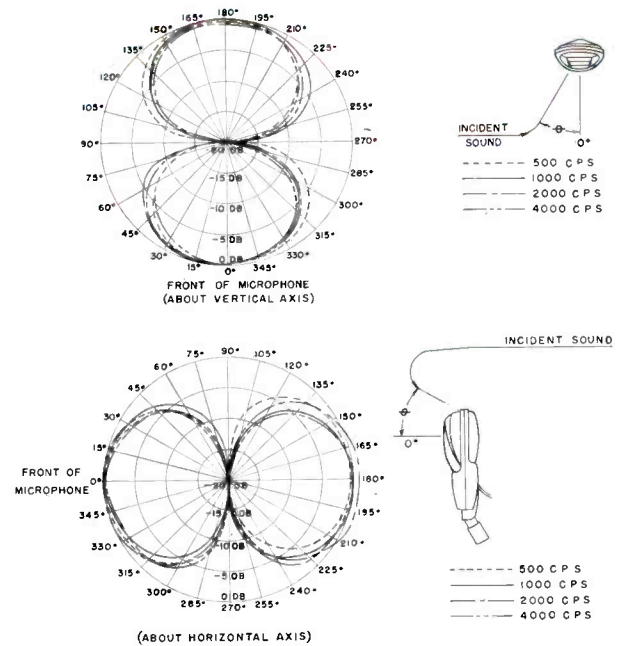 180°
165° 195°
150° 210°
135° 225°
120° 240°
105° 255°
90° 270°
75° 285°
60° 300°
45° 315°
30° 330°
15° 0° 345°
-20 DB
-15 DB
-10 DB
-5 DB
0 DB
FRONT OF MICROPHONE
(ABOUT VERTICAL AXIS)
INCIDENT
SOUND
θ
0°
500 CPS
1000 CPS
2000 CPS
4000 CPS
90°
75° 105°
60° 120°
45° 135°
30° 150°
15° 165°
FRONT OF
MICROPHONE
0° 180°
345° 195°
330° 210°
315° 225°
300° 240°
285° 270° 255°
-20 DB
-15 DB
-10 DB
-5 DB
0 DB
(ABOUT HORIZONTAL AXIS)
INCIDENT SOUND
θ
0°
500 CPS
1000 CPS
2000 CPS
4000 CPS